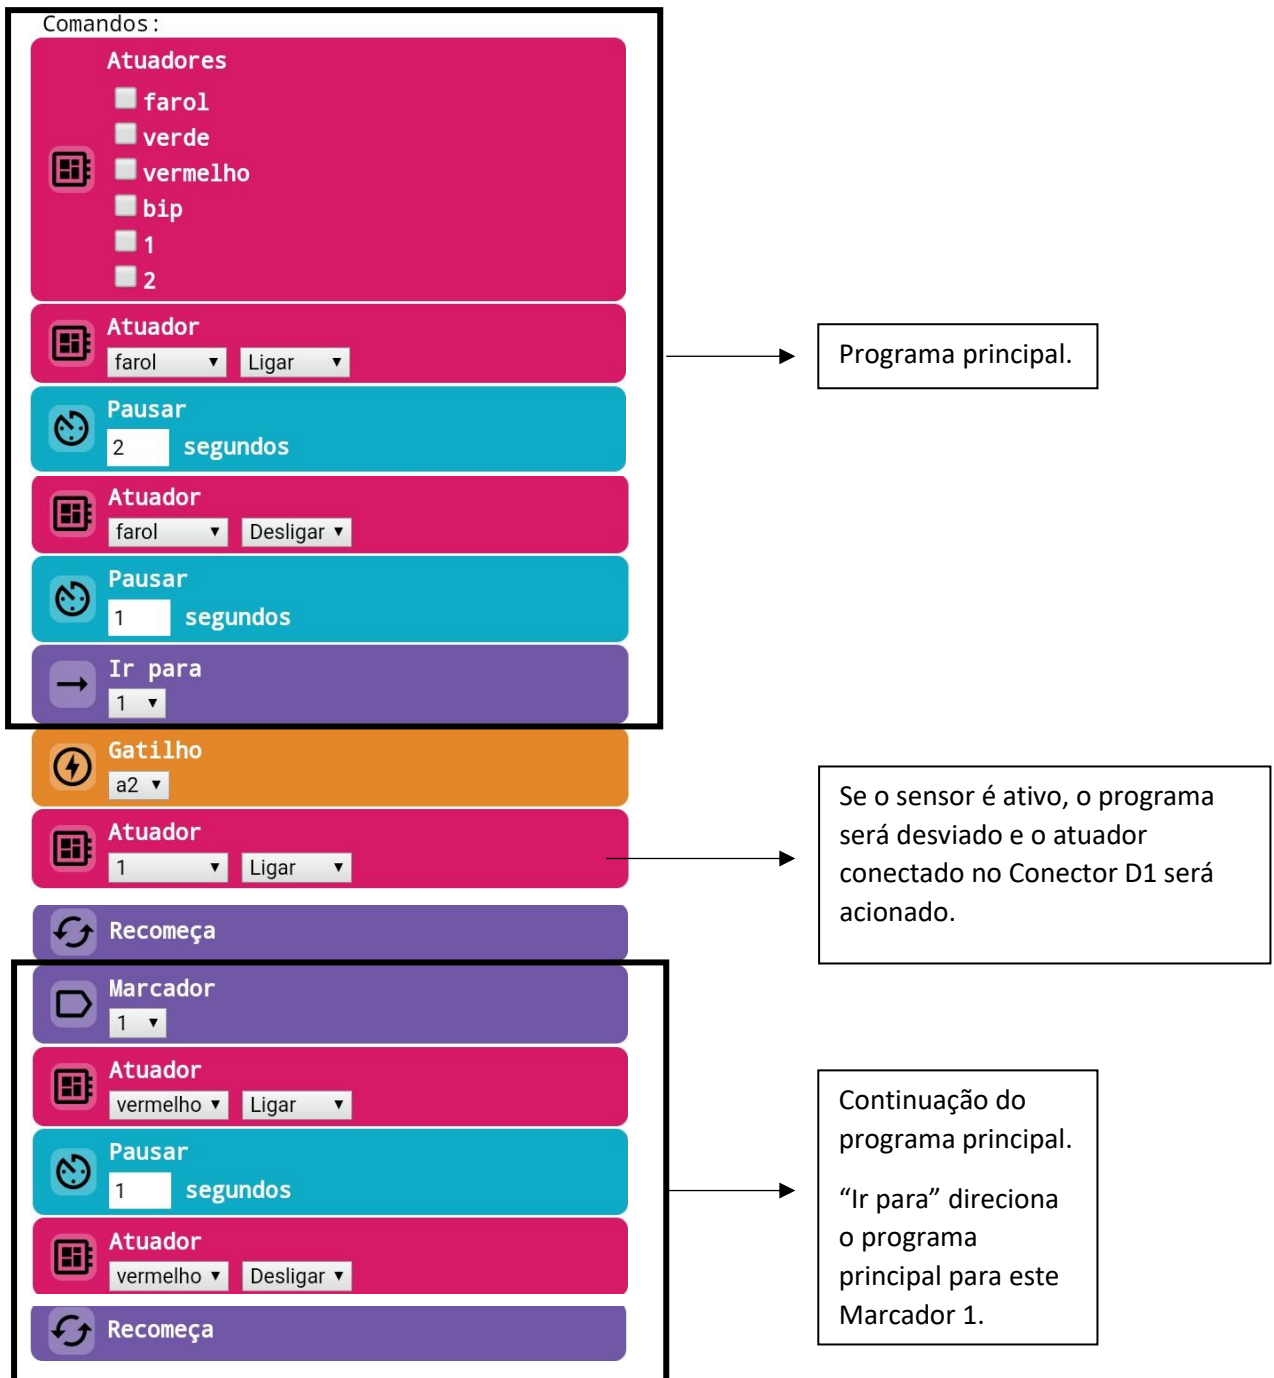 Comandos:
Atuadores
farol
verde
vermelho
bip
1
2
Atuador
farol Ligar
Pausar
2 segundos
Atuador
farol Desligar
Pausar
1 segundos
Ir para
1
Programa principal.
Gatilho
a2
Atuador
1 Ligar
Recomeça
Se o sensor é ativo, o programa
será desviado e o atuador
conectado no Conector D1 será
acionado.
Marcador
1
Atuador
vermelho Ligar
Pausar
1 segundos
Atuador
vermelho Desligar
Recomeça
Continuação do
programa principal.
“Ir para” direciona
o programa
principal para este
Marcador 1.